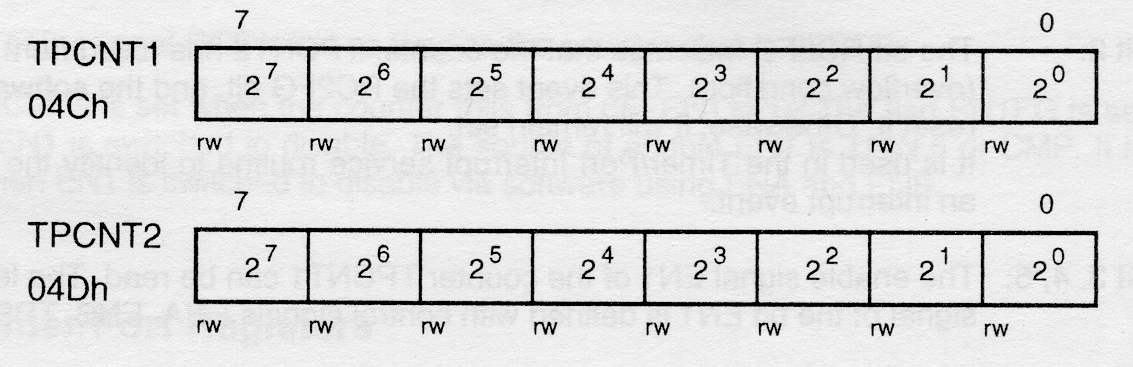 7 0
TPCNT1 2^7 2^6 2^5 2^4 2^3 2^2 2^1 2^0
04Ch
rw rw rw rw rw rw rw rw
7 0
TPCNT2 2^7 2^6 2^5 2^4 2^3 2^2 2^1 2^0
04Dh
rw rw rw rw rw rw rw rw